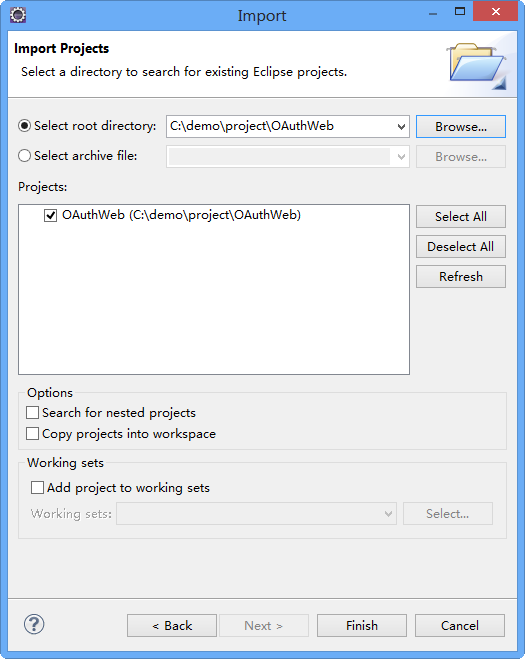 Import
Import Projects
Select a directory to search for existing Eclipse projects.
Select root directory: C:\demo\project\OAuthWeb Browse...
Select archive file: Browse...
Projects:
OAuthWeb (C:\demo\project\OAuthWeb)
Select All
Deselect All
Refresh
Options
Search for nested projects
Copy projects into workspace
Working sets
Add project to working sets
Working sets: Select...
? < Back Next > Finish Cancel